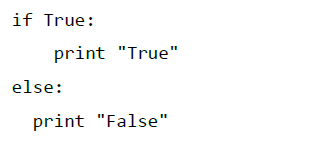 if True:
    print "True"
else:
  print "False"